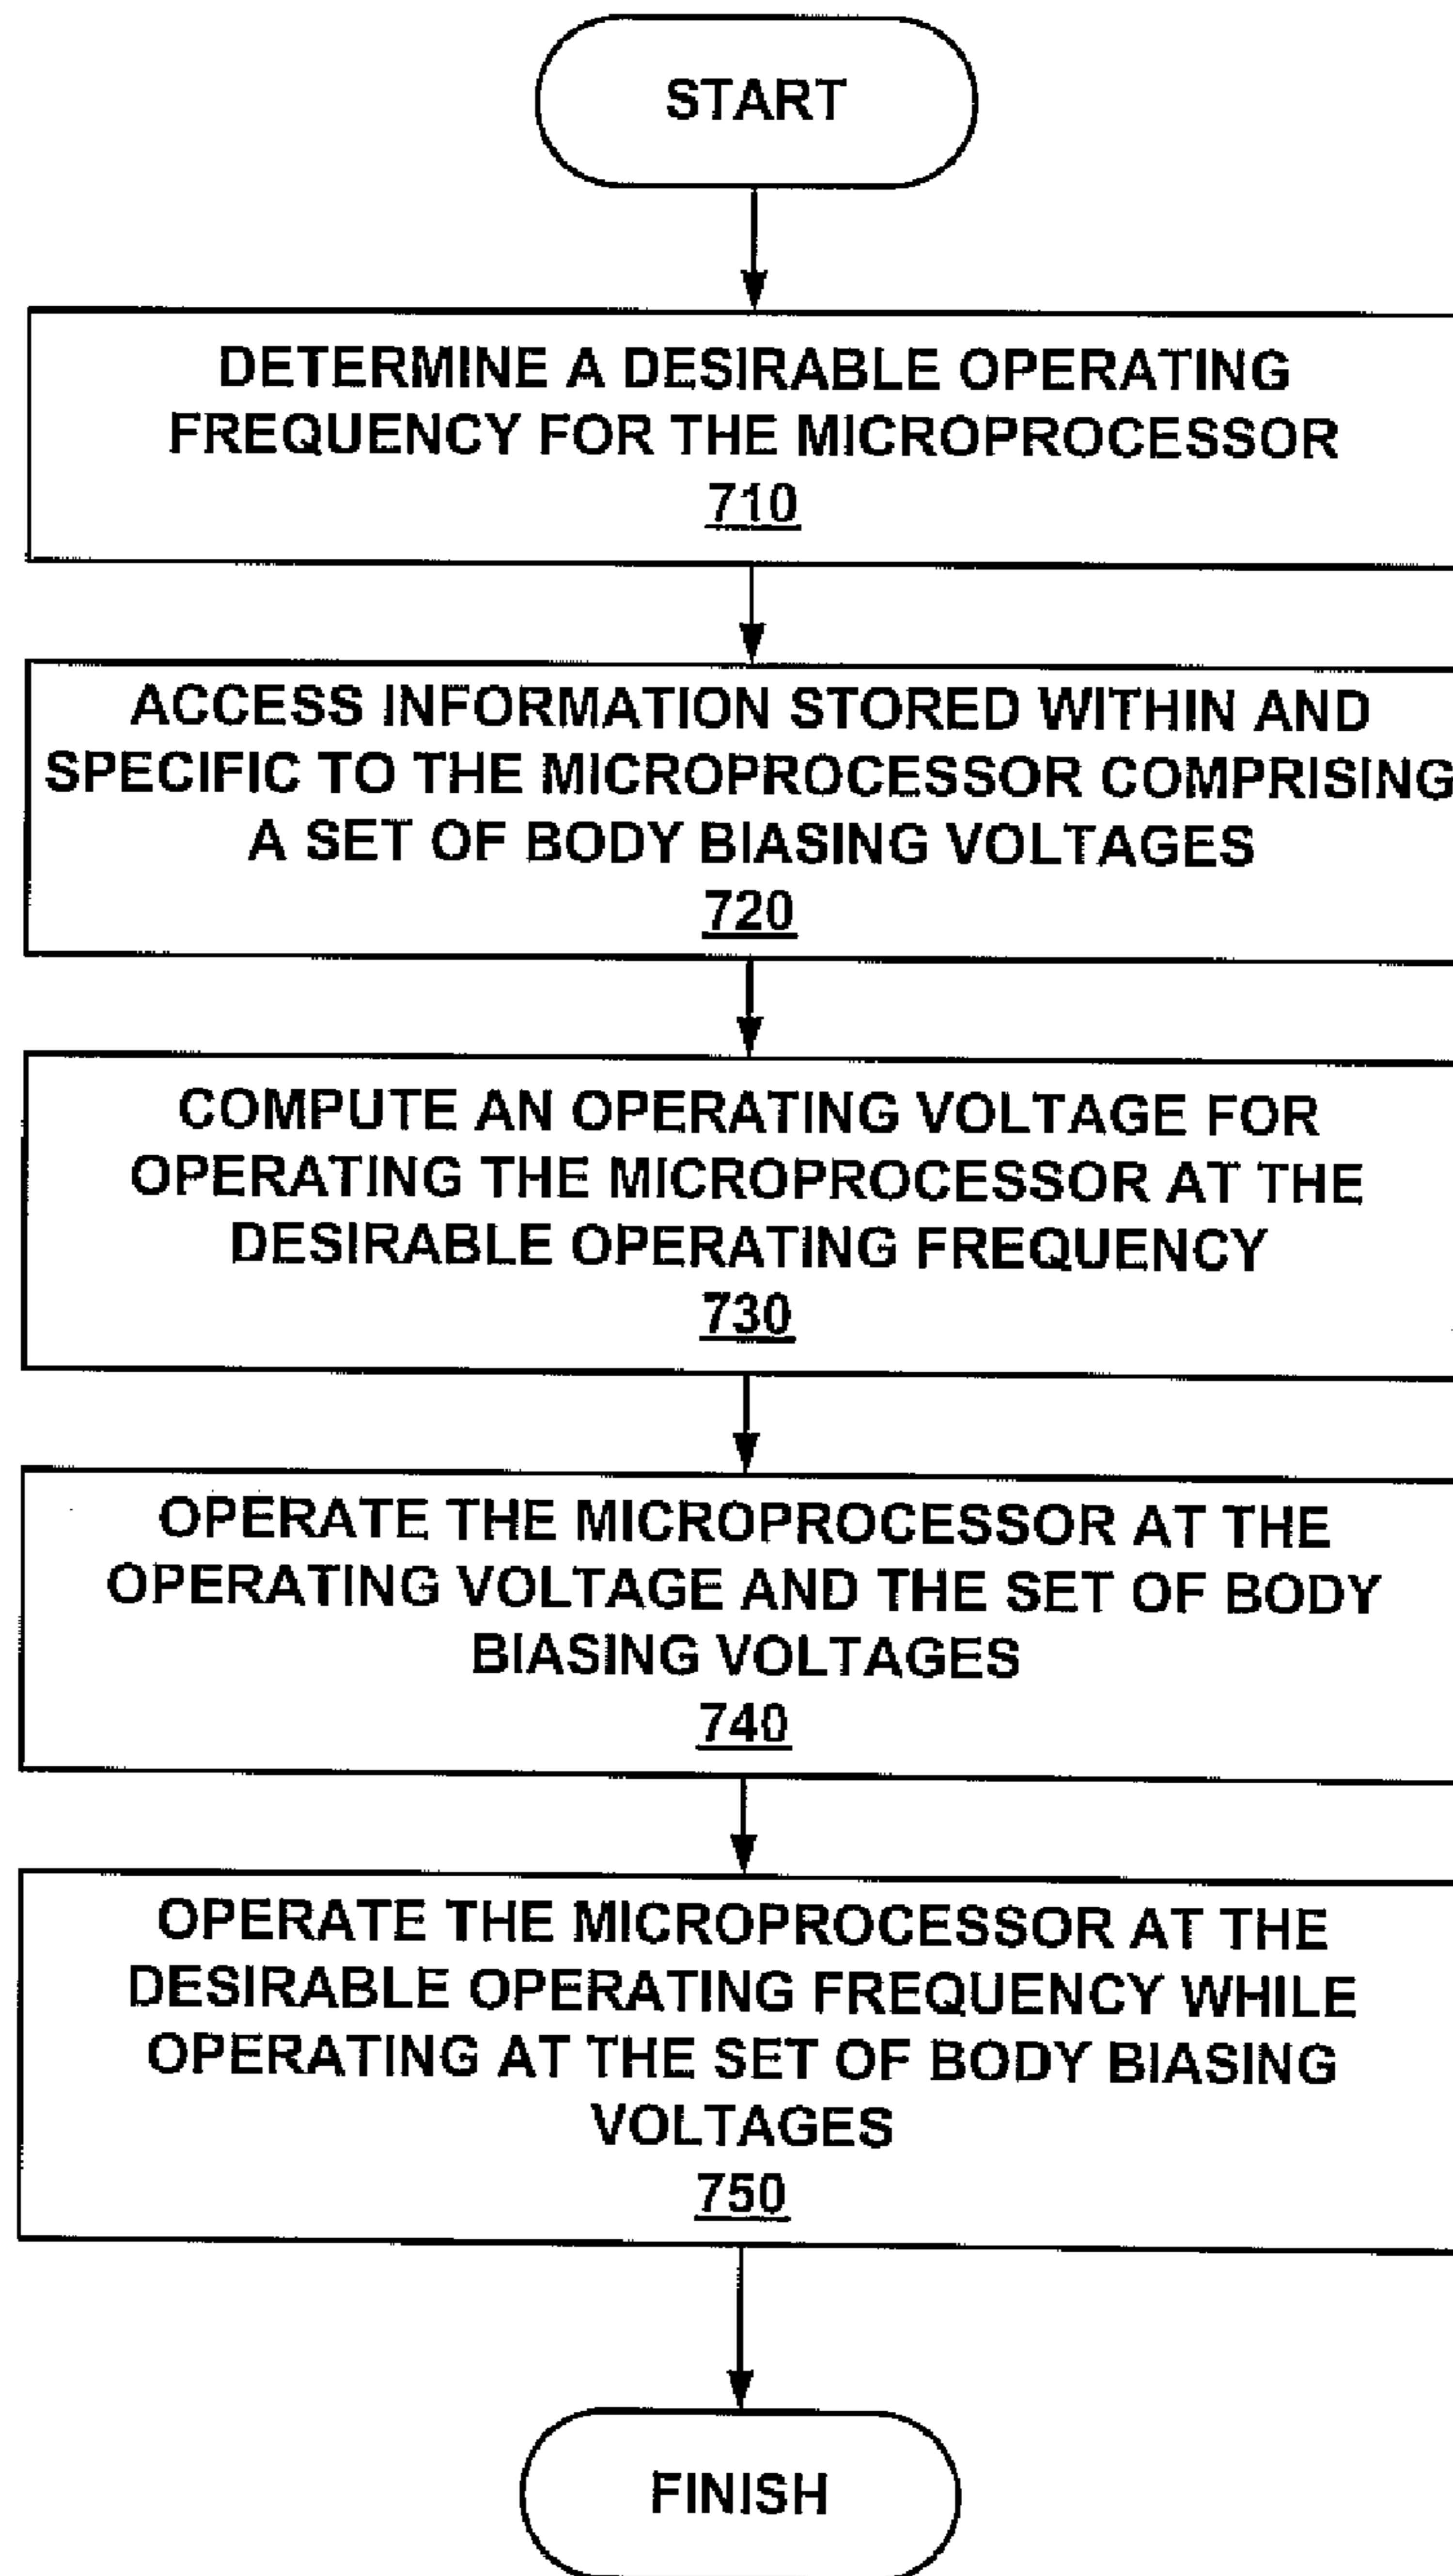 START
DETERMINE A DESIRABLE OPERATING
FREQUENCY FOR THE MICROPROCESSOR
710
ACCESS INFORMATION STORED WITHIN AND
SPECIFIC TO THE MICROPROCESSOR COMPRISING
A SET OF BODY BIASING VOLTAGES
720
COMPUTE AN OPERATING VOLTAGE FOR
OPERATING THE MICROPROCESSOR AT THE
DESIRABLE OPERATING FREQUENCY
730
OPERATE THE MICROPROCESSOR AT THE
OPERATING VOLTAGE AND THE SET OF BODY
BIASING VOLTAGES
740
OPERATE THE MICROPROCESSOR AT THE
DESIRABLE OPERATING FREQUENCY WHILE
OPERATING AT THE SET OF BODY BIASING
VOLTAGES
750
FINISH